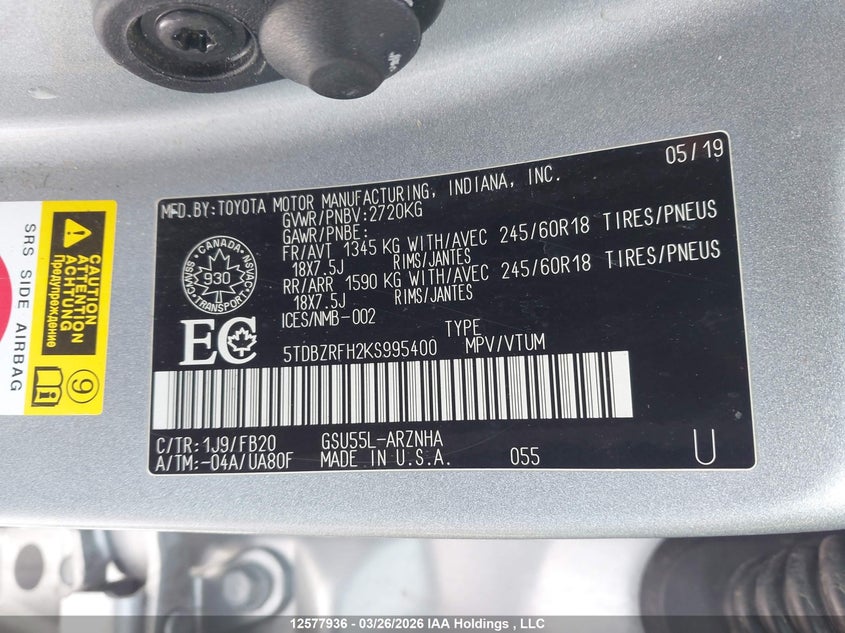 05/19
MFD.BY:TOYOTA MOTOR MANUFACTURING, INDIANA, INC.
GVWR/PNBV:2720KG
GAWR/PNBE:
FR/AVT 1345 KG WITH/AVEC 245/60R18 TIRES/PNEUS
18X7.5J RIMS/JANTES
RR/ARR 1590 KG WITH/AVEC 245/60R18 TIRES/PNEUS
18X7.5J RIMS/JANTES
ICES/NMB-002
CANADA
CMVSS NSVAC
930
TRANSPORT
EC
TYPE
5TDBZRFH2KS995400 MPV/VTUM
C/TR:1J9/FB20 GSU55L-ARZNHA
A/TM:-04A/UA80F MADE IN U.S.A. 055 U
SRS SIDE AIRBAG
CAUTION
ATTENTION
ACHTUNG
Предупреждение
9
12577936 - 03/26/2026 IAA Holdings , LLC